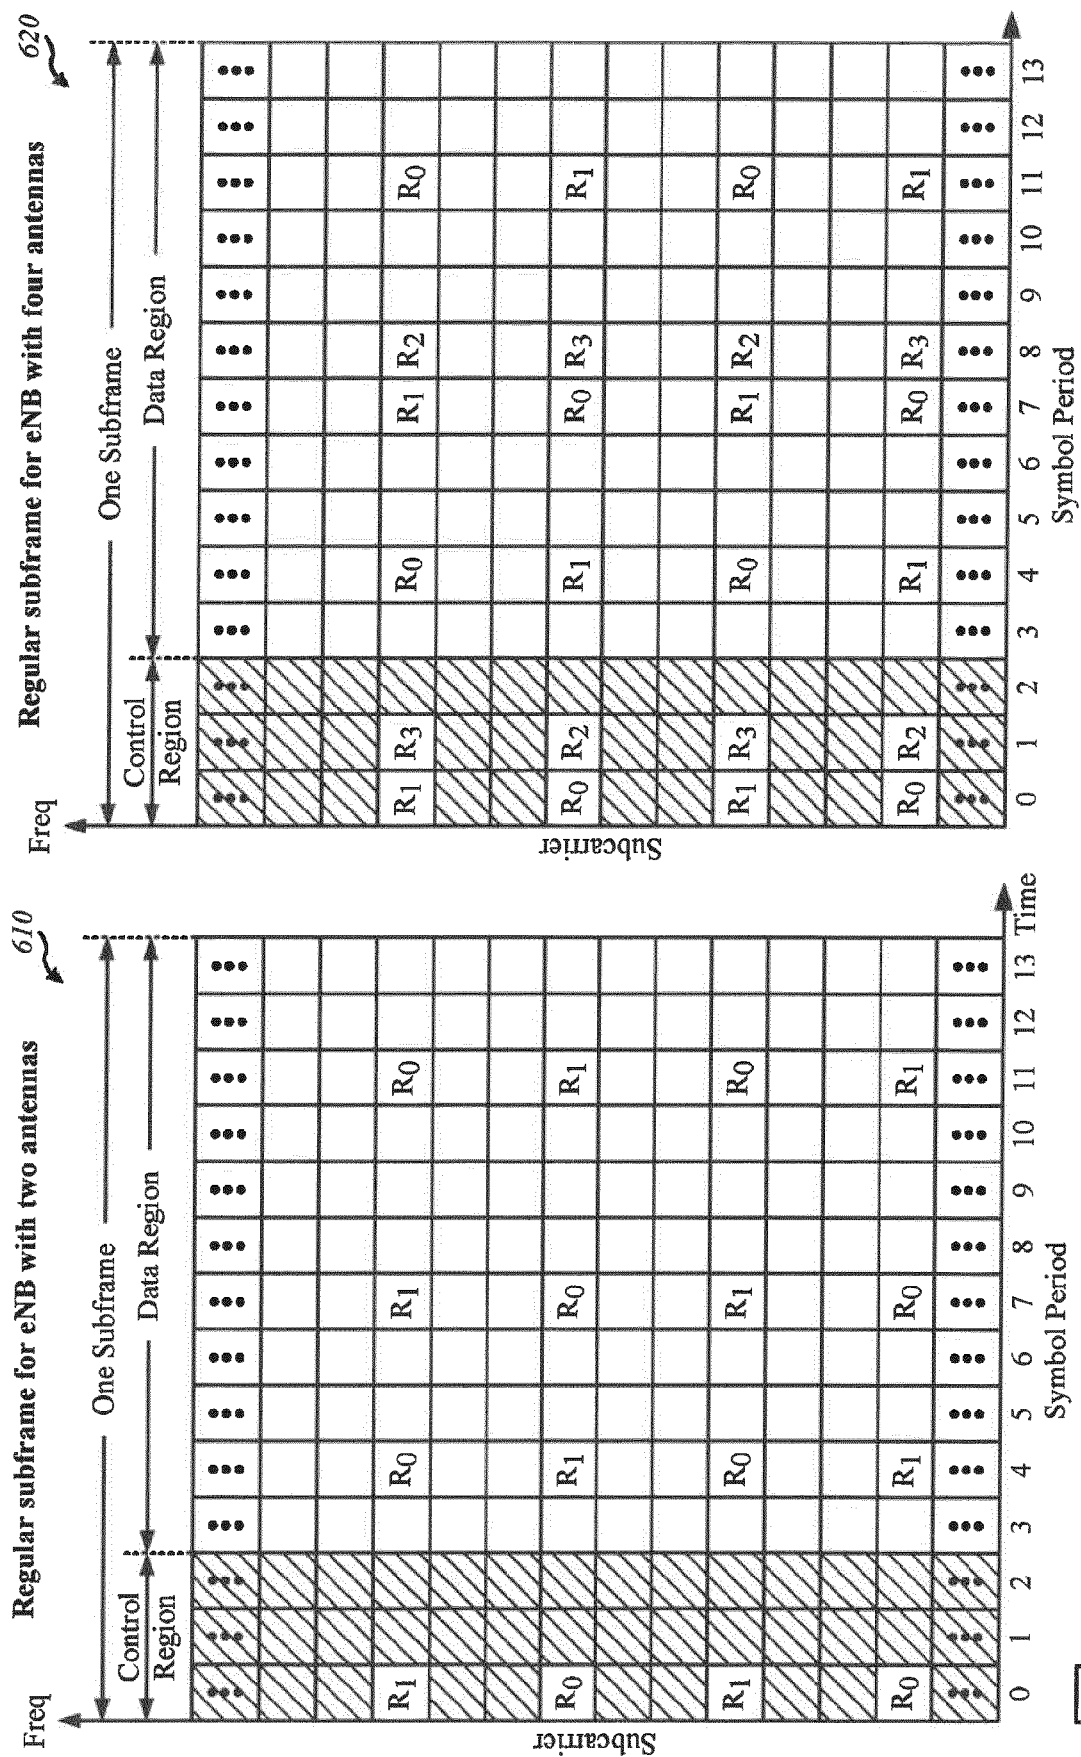 Regular subframe for eNB with two antennas
610
Freq
One Subframe
Control
Region
Data Region
Subcarrier
R1 R0 R1 R0
R0 R1 R0 R1
R1 R0 R1 R0
R0 R1 R0 R1
0 1 2 3 4 5 6 7 8 9 10 11 12 13
Time
Symbol Period
Regular subframe for eNB with four antennas
620
Freq
One Subframe
Control
Region
Data Region
Subcarrier
R1 R3 R0 R1 R2 R0
R0 R2 R1 R0 R3 R1
R1 R3 R0 R1 R2 R0
R0 R2 R1 R0 R3 R1
0 1 2 3 4 5 6 7 8 9 10 11 12 13
Symbol Period